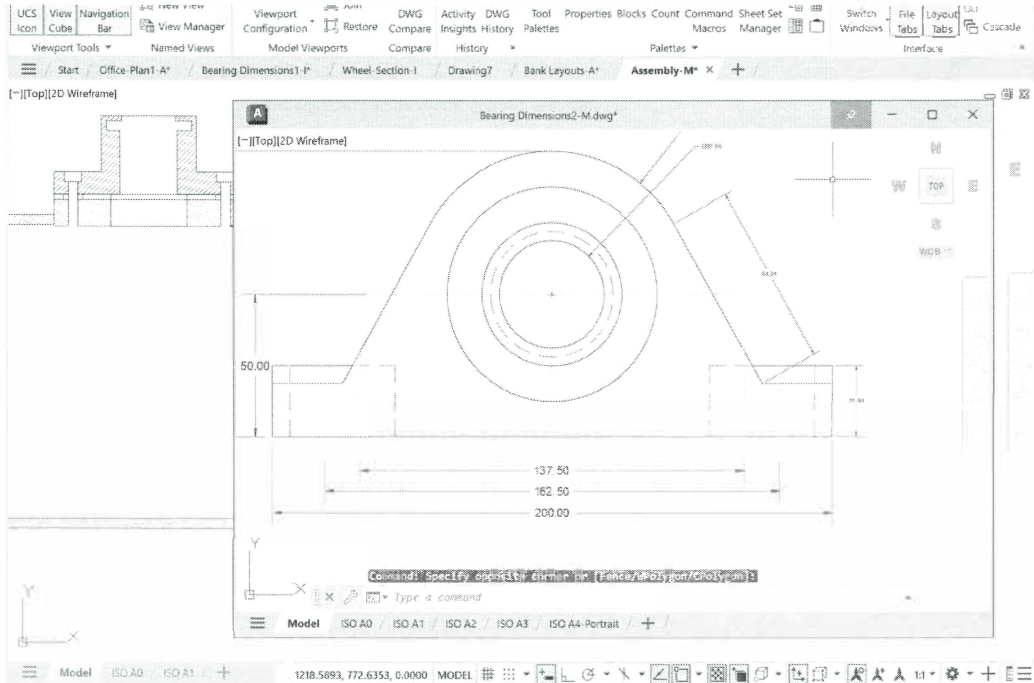 UCS View Navigation
Icon Cube Bar
View Manager
Viewport
Configuration
Join
Restore
DWG
Compare
Activity DWG
Insights History
Tool
Palettes
Properties Blocks Count Command Sheet Set
Macros Manager
Switch
Windows
File Layout
Tabs Tabs
Cascade
Viewport Tools Named Views Model Viewports Compare History Palettes Interface
Start Office-Plan1-A* Bearing Dimensions1-I* Wheel-Section-I Drawing7 Bank Layouts-A* Assembly-M*
[−][Top][2D Wireframe]
A Bearing Dimensions2-M.dwg*
[−][Top][2D Wireframe]
N
W TOP E
S
WCS
E
50.00
137.50
162.50
200.00
Y
X
Command: Specify opposite corner or [Fence/WPolygon/CPolygon]:
Type a command
Model ISO A0 ISO A1 ISO A2 ISO A3 ISO A4-Portrait
Y
X
Model ISO A0 ISO A1
1218.5893, 772.6353, 0.0000 MODEL 1:1